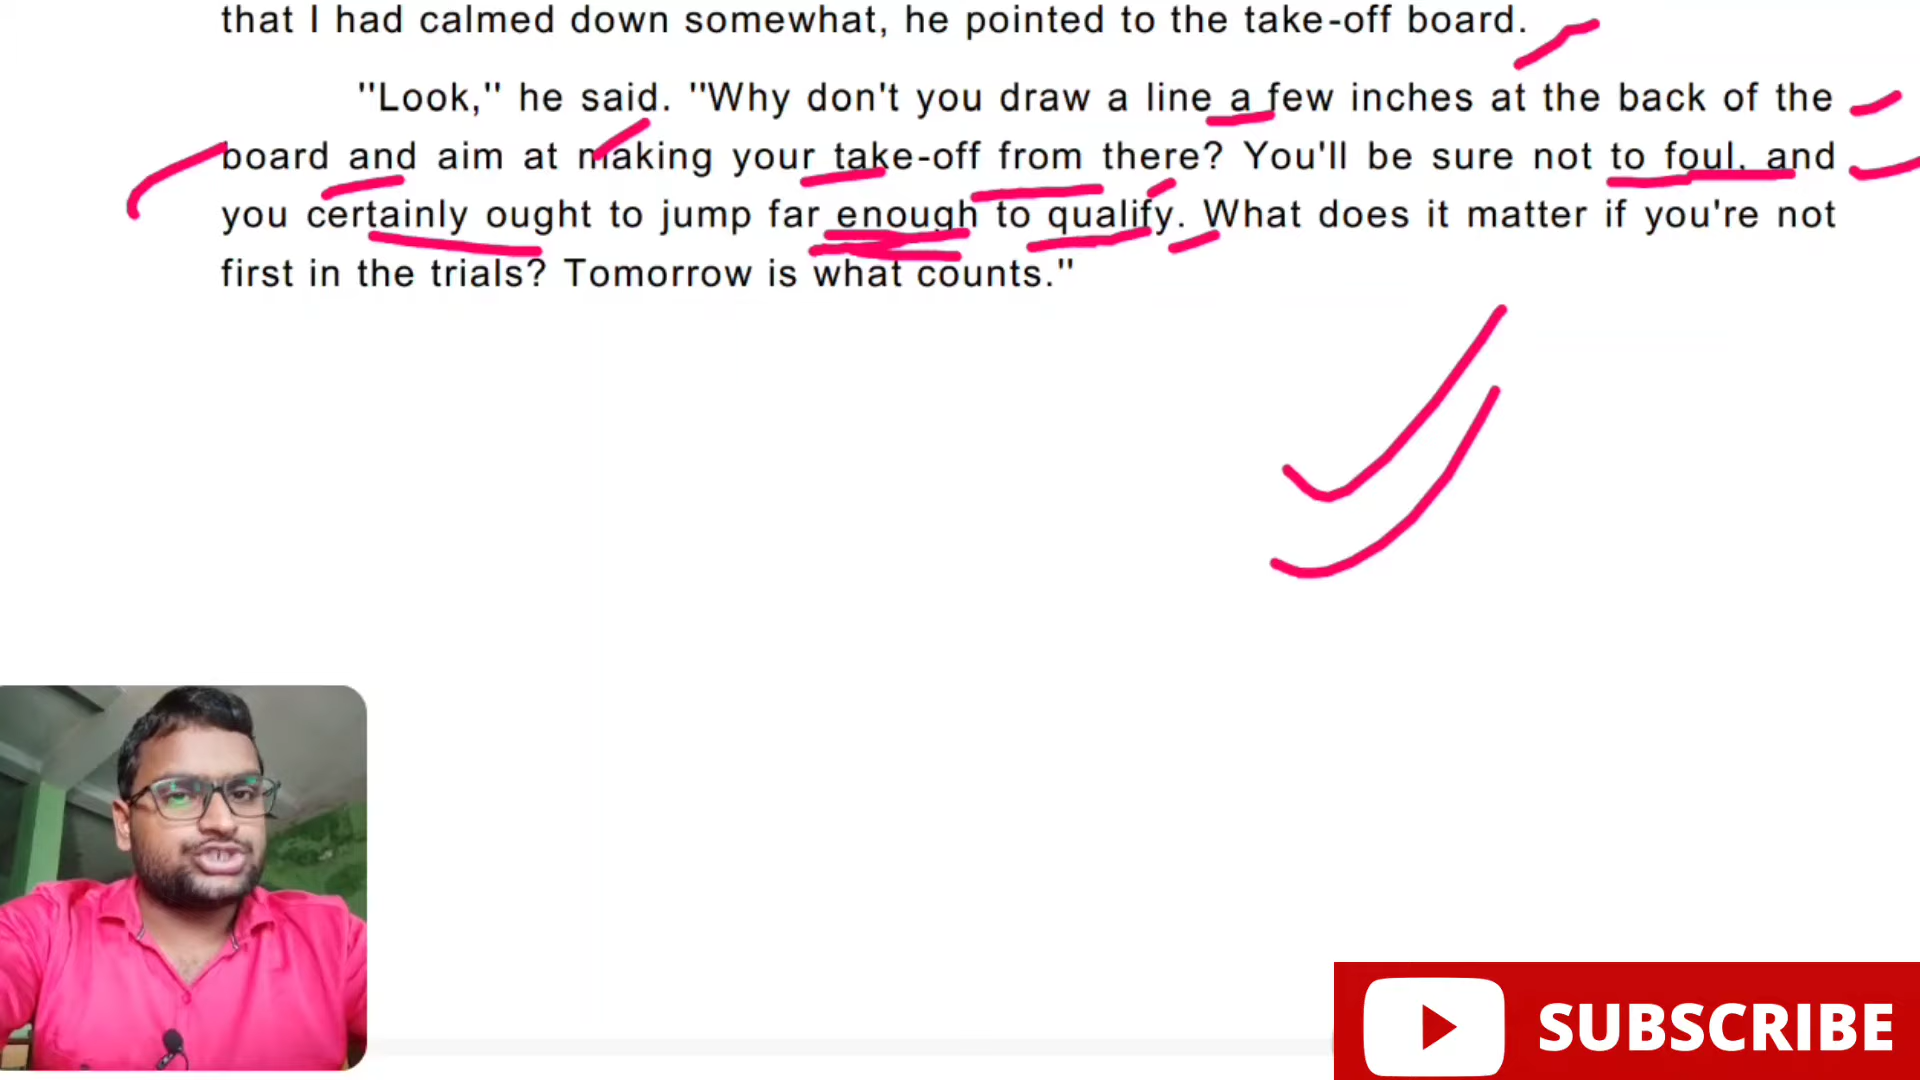 that I had calmed down somewhat, he pointed to the take-off board.
"Look," he said. "Why don't you draw a line a few inches at the back of the
board and aim at making your take-off from there? You'll be sure not to foul, and
you certainly ought to jump far enough to qualify. What does it matter if you're not
first in the trials? Tomorrow is what counts."
SUBSCRIBE